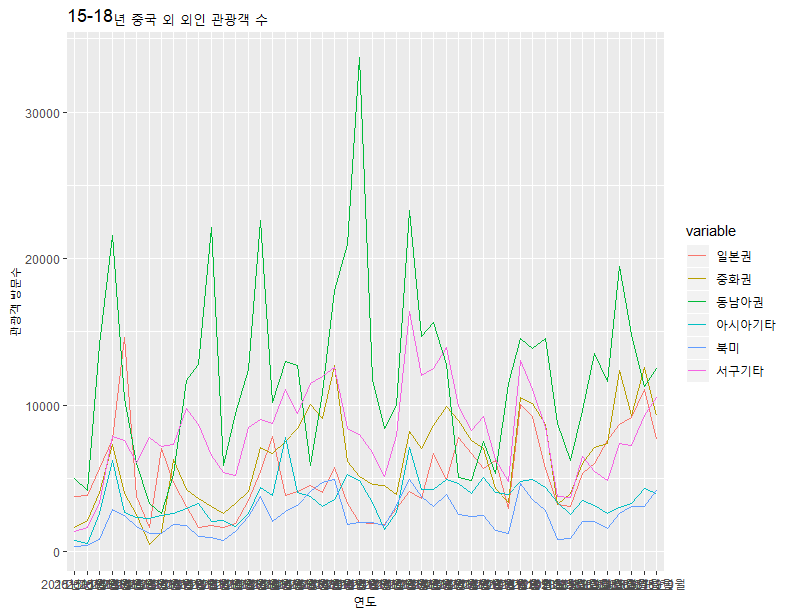 15-18년 중국 외 외인 관광객 수
관광객 방문수
30000
20000
10000
0
연도
variable
일본권
중화권
동남아권
아시아기타
북미
서구기타